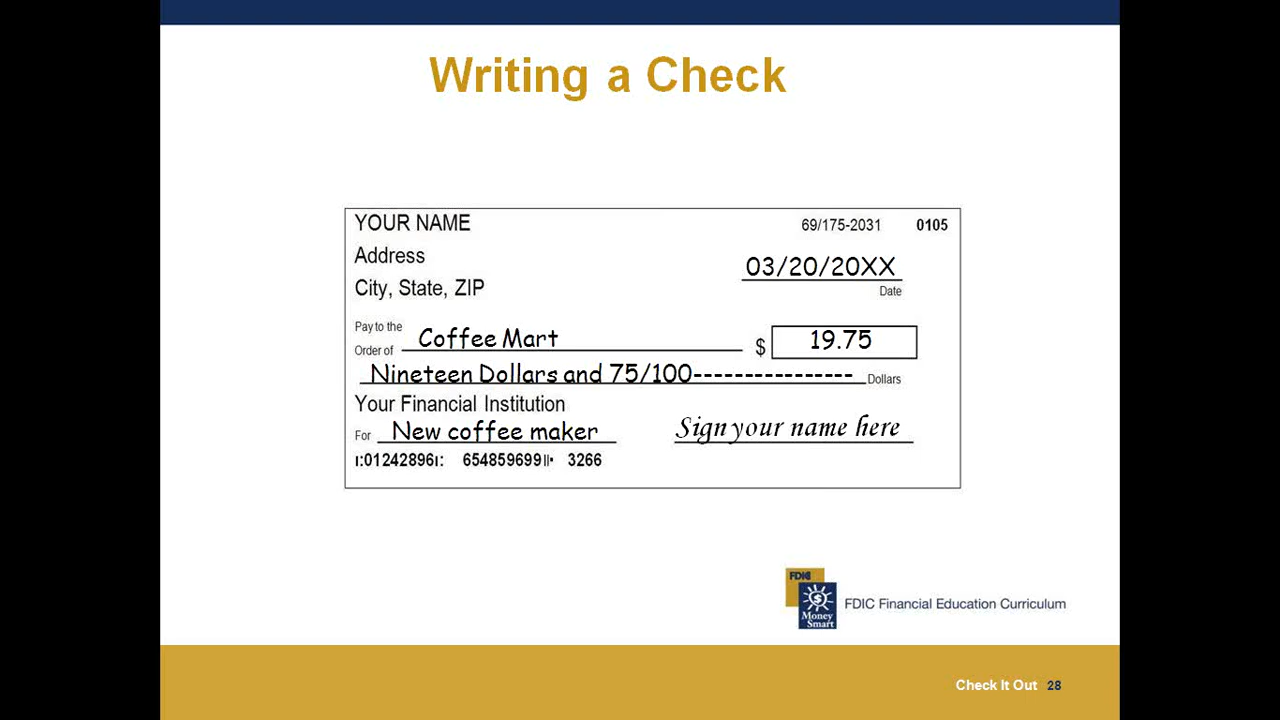 Writing a Check
YOUR NAME 69/175-2031 0105
Address
03/20/20XX
City, State, ZIP
Date
Pay to the
Order of Coffee Mart $ 19.75
Nineteen Dollars and 75/100---------------- Dollars
Your Financial Institution
For New coffee maker Sign your name here
ı:01242896ı: 654859699॥• 3266
FDIC
Money
Smart
FDIC Financial Education Curriculum
Check It Out 28